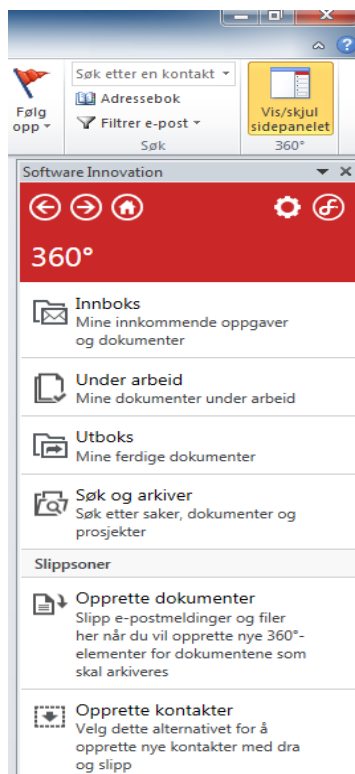 Søk etter en kontakt
Adressebok
Filtrer e-post
Søk
Følg
opp
Vis/skjul
sidepanelet
360°
Software Innovation
360°
Innboks
Mine innkommende oppgaver
og dokumenter
Under arbeid
Mine dokumenter under arbeid
Utboks
Mine ferdige dokumenter
Søk og arkiver
Søk etter saker, dokumenter og
prosjekter
Slippsoner
Opprette dokumenter
Slipp e-postmeldinger og filer
her når du vil opprette nye 360°-
elementer for dokumentene som
skal arkiveres
Opprette kontakter
Velg dette alternativet for å
opprette nye kontakter med dra
og slipp